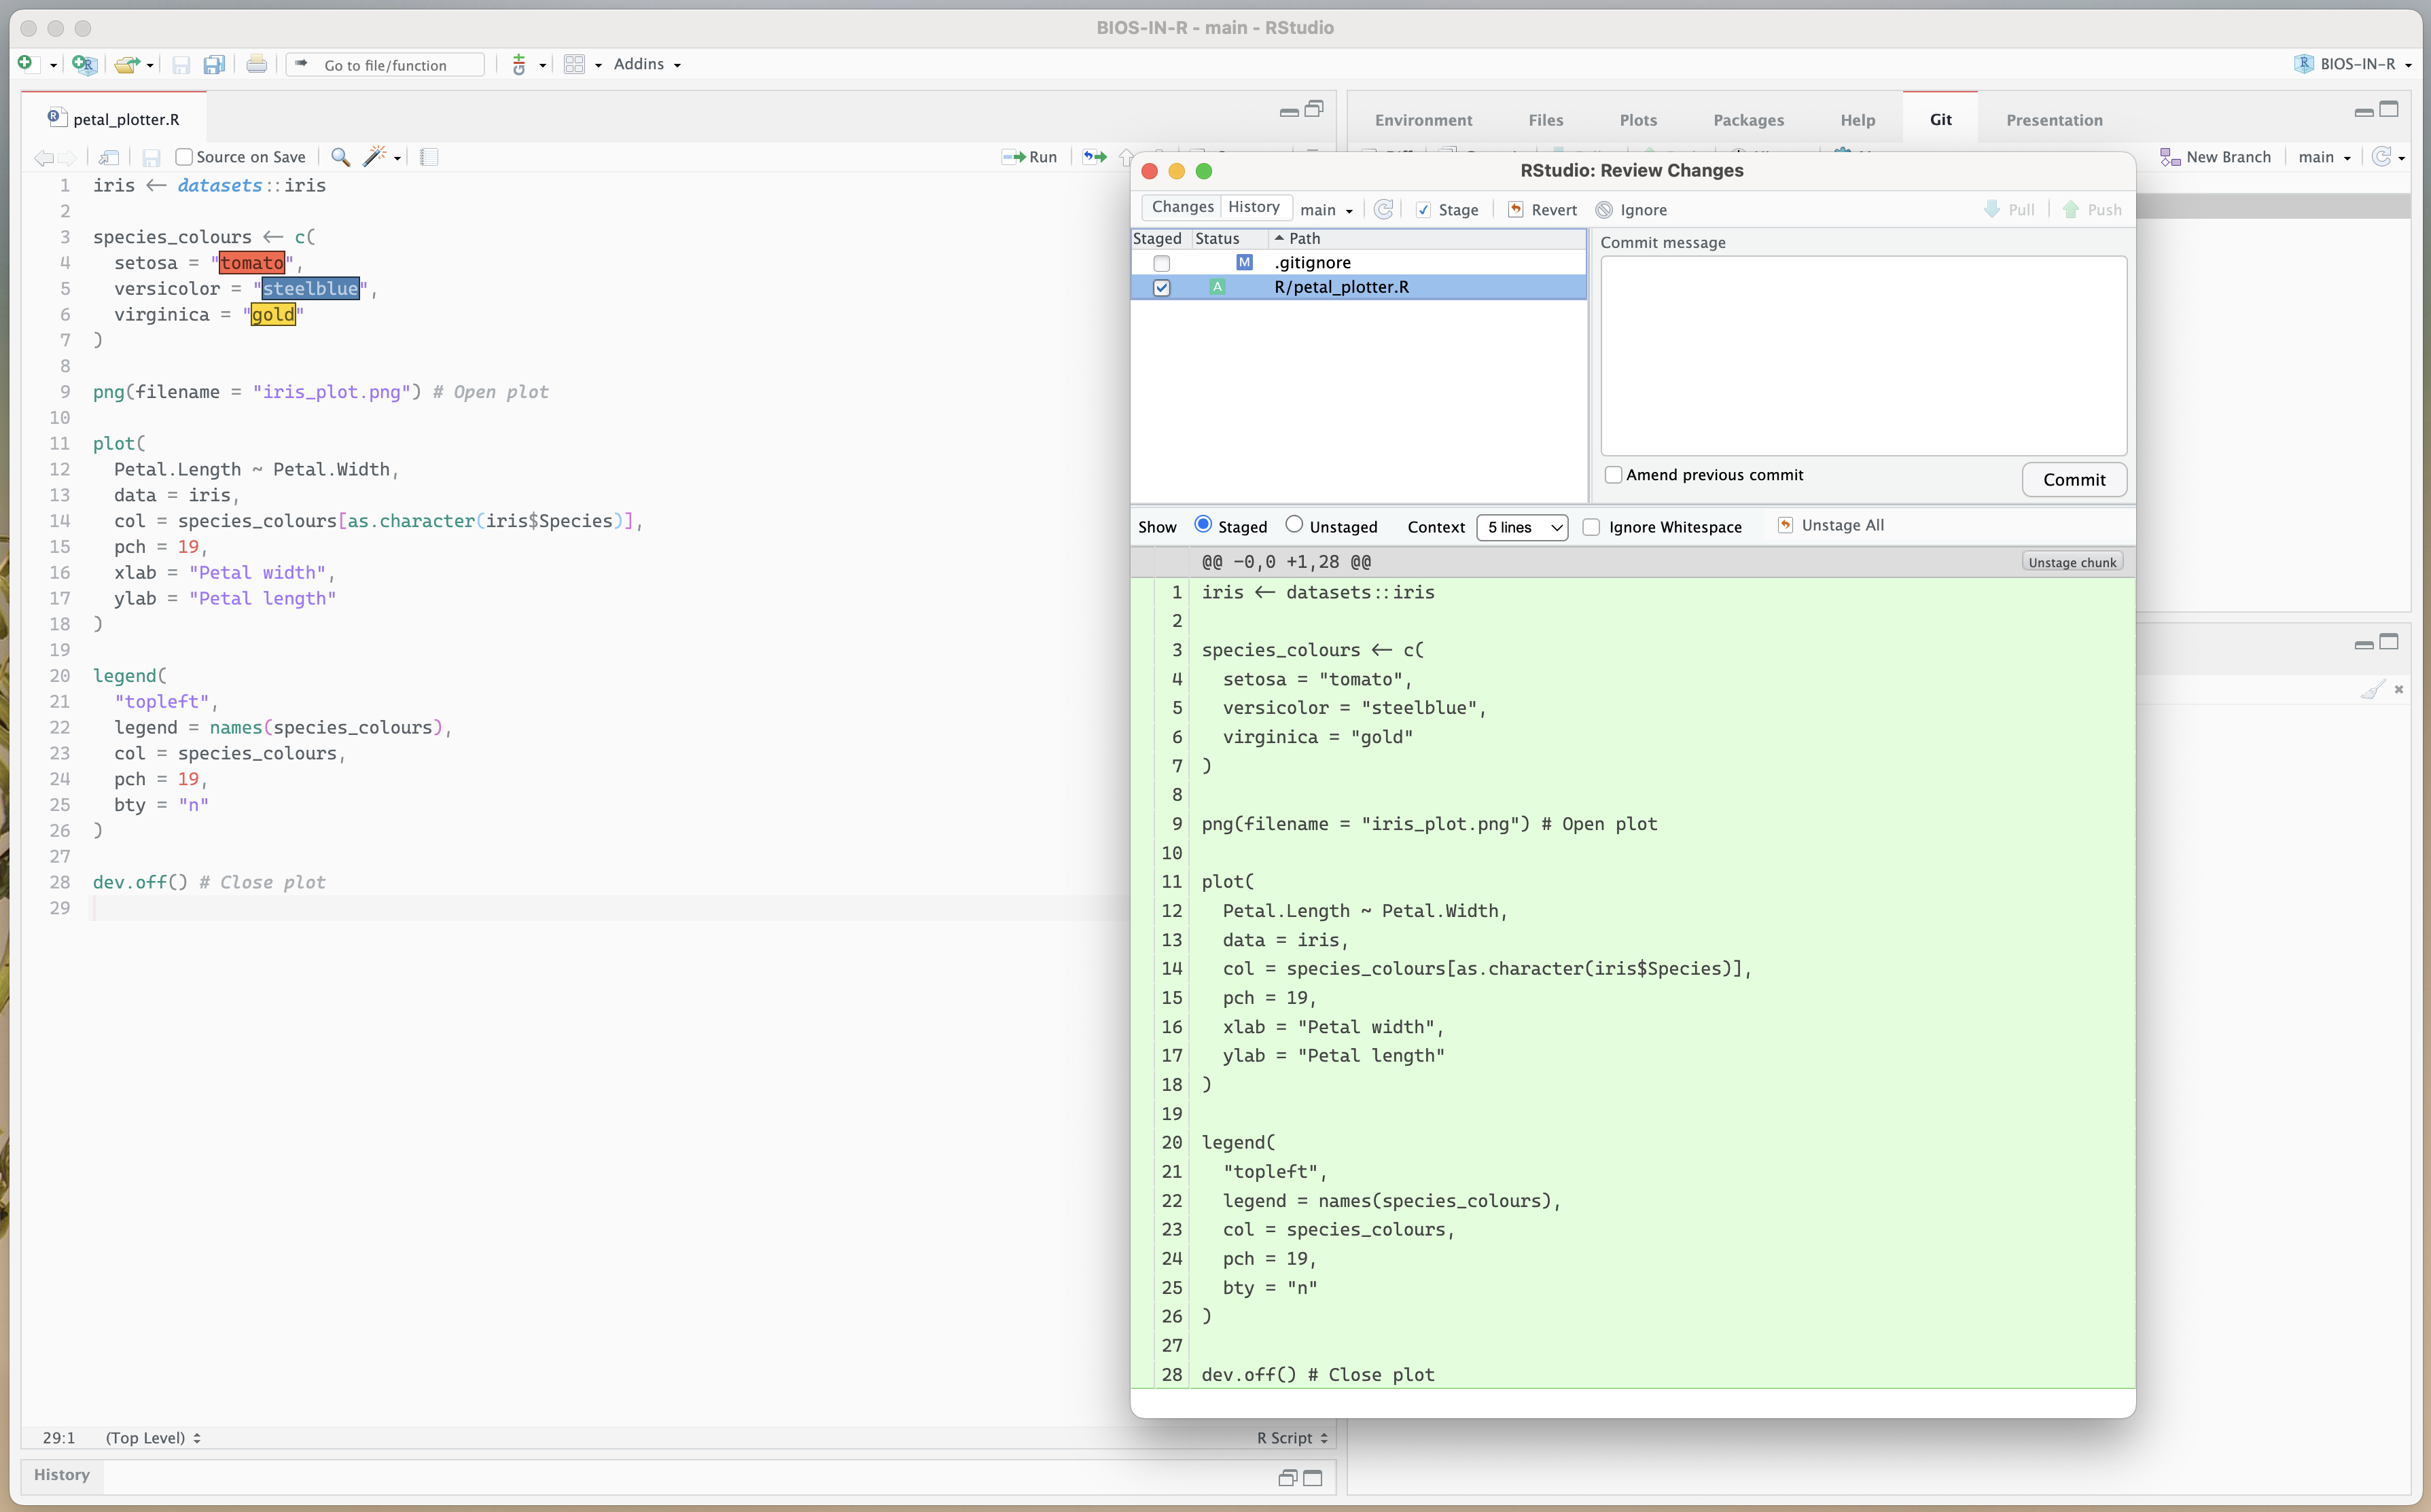 BIOS-IN-R - main - RStudio
Go to file/function
Addins
BIOS-IN-R
petal_plotter.R
Source on Save
Run
1 iris <- datasets::iris
2
3 species_colours <- c(
4 setosa = "tomato",
5 versicolor = "steelblue",
6 virginica = "gold"
7 )
8
9 png(filename = "iris_plot.png") # Open plot
10
11 plot(
12 Petal.Length ~ Petal.Width,
13 data = iris,
14 col = species_colours[as.character(iris$Species)],
15 pch = 19,
16 xlab = "Petal width",
17 ylab = "Petal length"
18 )
19
20 legend(
21 "topleft",
22 legend = names(species_colours),
23 col = species_colours,
24 pch = 19,
25 bty = "n"
26 )
27
28 dev.off() # Close plot
29
29:1 (Top Level) R Script
History
Environment Files Plots Packages Help Git Presentation
New Branch main
RStudio: Review Changes
Changes History main Stage Revert Ignore Pull Push
Staged Status Path
M .gitignore
A R/petal_plotter.R
Commit message
Amend previous commit
Commit
Show Staged Unstaged Context 5 lines Ignore Whitespace Unstage All
@@ -0,0 +1,28 @@ Unstage chunk
1 iris <- datasets::iris
2
3 species_colours <- c(
4 setosa = "tomato",
5 versicolor = "steelblue",
6 virginica = "gold"
7 )
8
9 png(filename = "iris_plot.png") # Open plot
10
11 plot(
12 Petal.Length ~ Petal.Width,
13 data = iris,
14 col = species_colours[as.character(iris$Species)],
15 pch = 19,
16 xlab = "Petal width",
17 ylab = "Petal length"
18 )
19
20 legend(
21 "topleft",
22 legend = names(species_colours),
23 col = species_colours,
24 pch = 19,
25 bty = "n"
26 )
27
28 dev.off() # Close plot